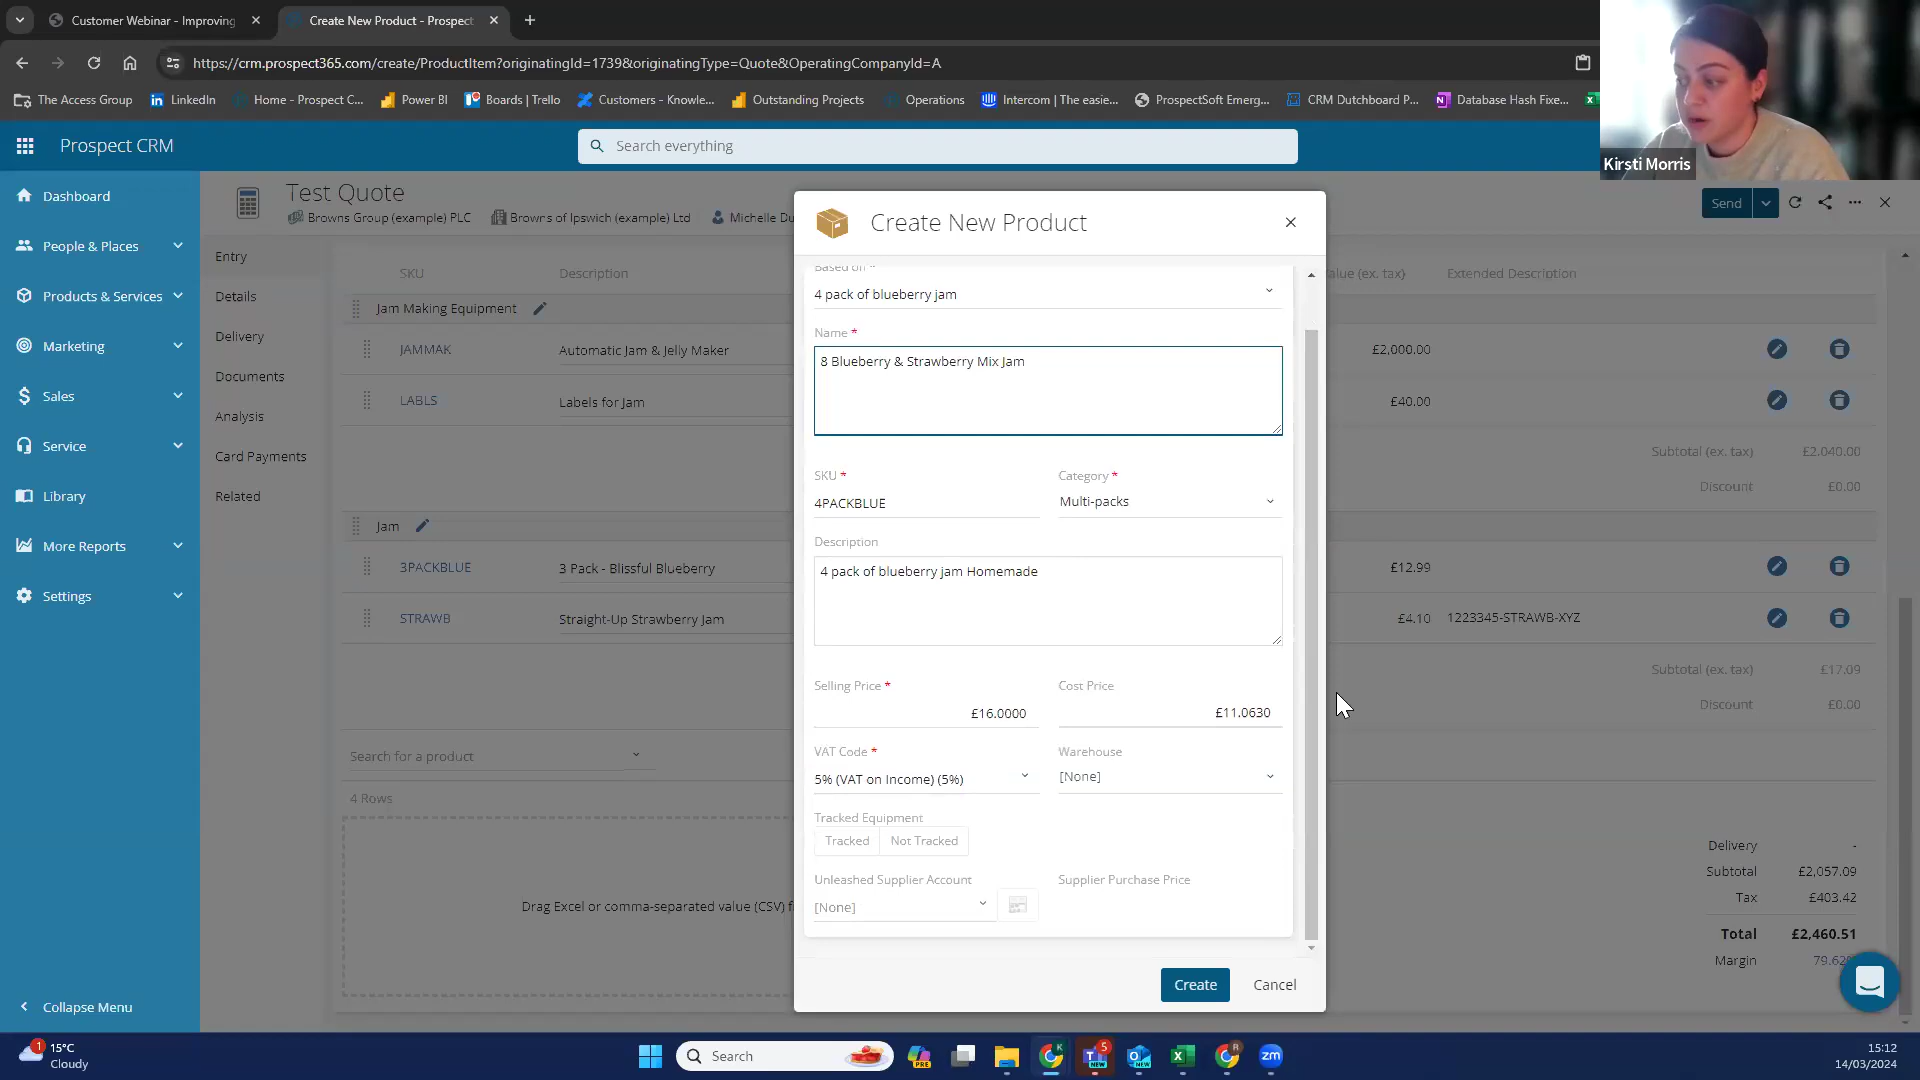 Customer Webinar - Improving
Create New Product - Prospect
https://crm.prospect365.com/create/ProductItem?originatingId=1739&originatingType=Quote&OperatingCompanyId=A
The Access Group
LinkedIn
Home - Prospect C...
Power BI
Boards | Trello
Customers - Knowle...
Outstanding Projects
Operations
Intercom | The easie...
ProspectSoft Emerg...
CRM Dutchboard P...
Database Hash Fixe...
Kirsti Morris
Prospect CRM
Search everything
Dashboard
People & Places
Products & Services
Marketing
Sales
Service
Library
More Reports
Settings
Collapse Menu
Test Quote
Browns Group (example) PLC
Browns of Ipswich (example) Ltd
Send
Entry
Details
Delivery
Documents
Analysis
Card Payments
Related
SKU Description
(ex. tax) Extended Description
Jam Making Equipment
JAMMAK Automatic Jam & Jelly Maker £2,000.00
LABLS Labels for Jam £40.00
Subtotal (ex. tax) £2,040.00
Discount £0.00
Jam
3PACKBLUE 3 Pack - Blissful Blueberry £12.99
STRAWB Straight-Up Strawberry Jam £4.10 1223345-STRAWB-XYZ
Subtotal (ex. tax) £17.09
Discount £0.00
Search for a product
4 Rows
Drag Excel or comma-separated value (CSV)
Delivery -
Subtotal £2,057.09
Tax £403.42
Total £2,460.51
Margin
Create New Product
Based on *
4 pack of blueberry jam
Name *
8 Blueberry & Strawberry Mix Jam
SKU * Category *
4PACKBLUE Multi-packs
Description
4 pack of blueberry jam Homemade
Selling Price * Cost Price
£16.0000 £11.0630
VAT Code * Warehouse
5% (VAT on Income) (5%) [None]
Tracked Equipment
Tracked Not Tracked
Unleashed Supplier Account Supplier Purchase Price
[None]
Create Cancel
1
15°C
Cloudy
Search
PRE
K
5
NEW
NEW
R
zm
15:12
14/03/2024